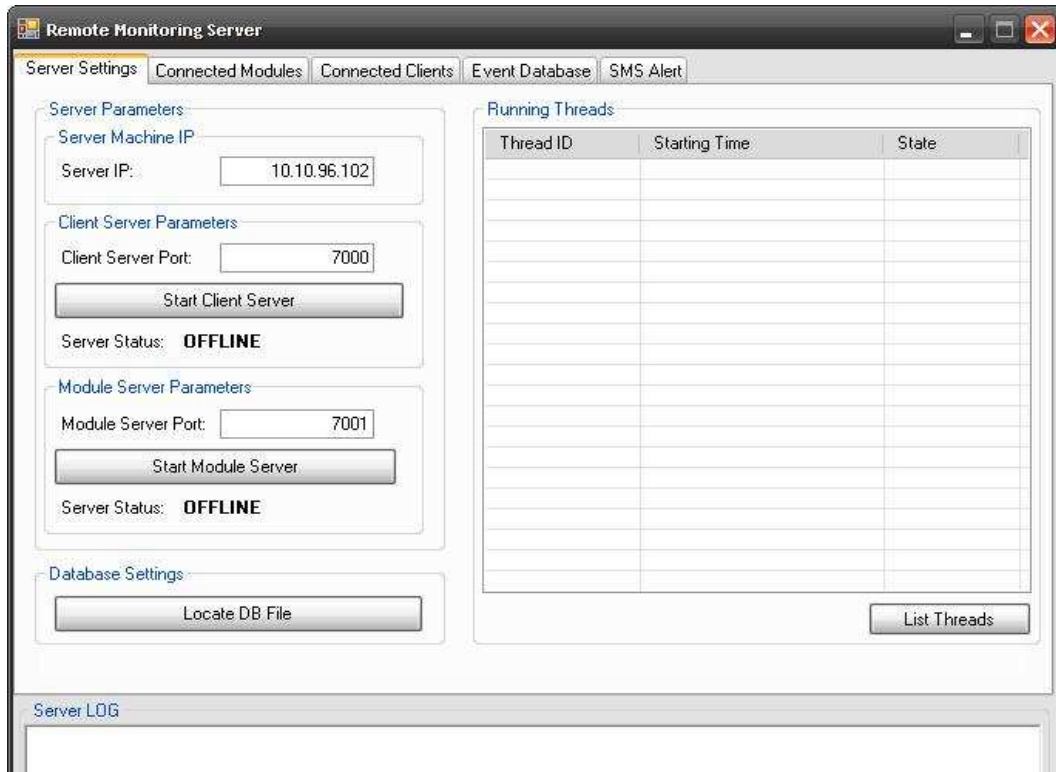 Remote Monitoring Server
Server Settings Connected Modules Connected Clients Event Database SMS Alert
Server Parameters
Server Machine IP
Server IP: 10.10.96.102
Client Server Parameters
Client Server Port: 7000
Start Client Server
Server Status: OFFLINE
Module Server Parameters
Module Server Port: 7001
Start Module Server
Server Status: OFFLINE
Database Settings
Locate DB File
Running Threads
Thread ID Starting Time State
List Threads
Server LOG